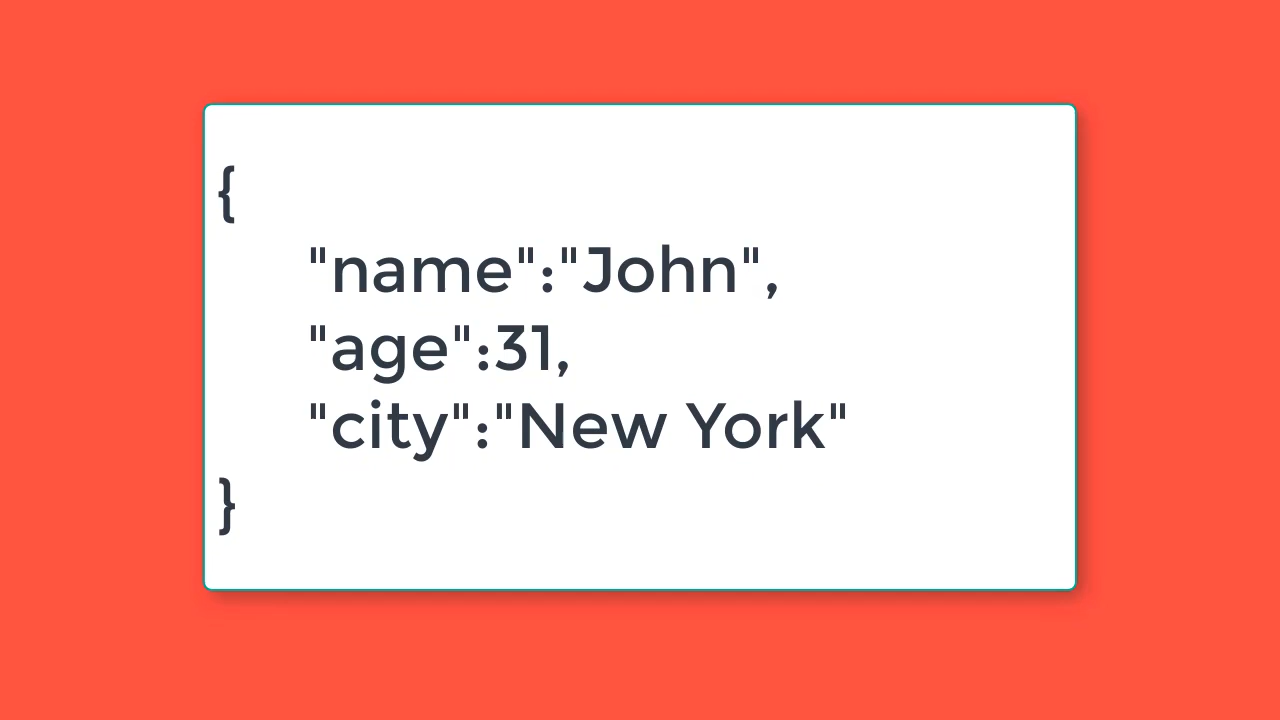 {
"name":"John",
"age":31,
"city":"New York"
}